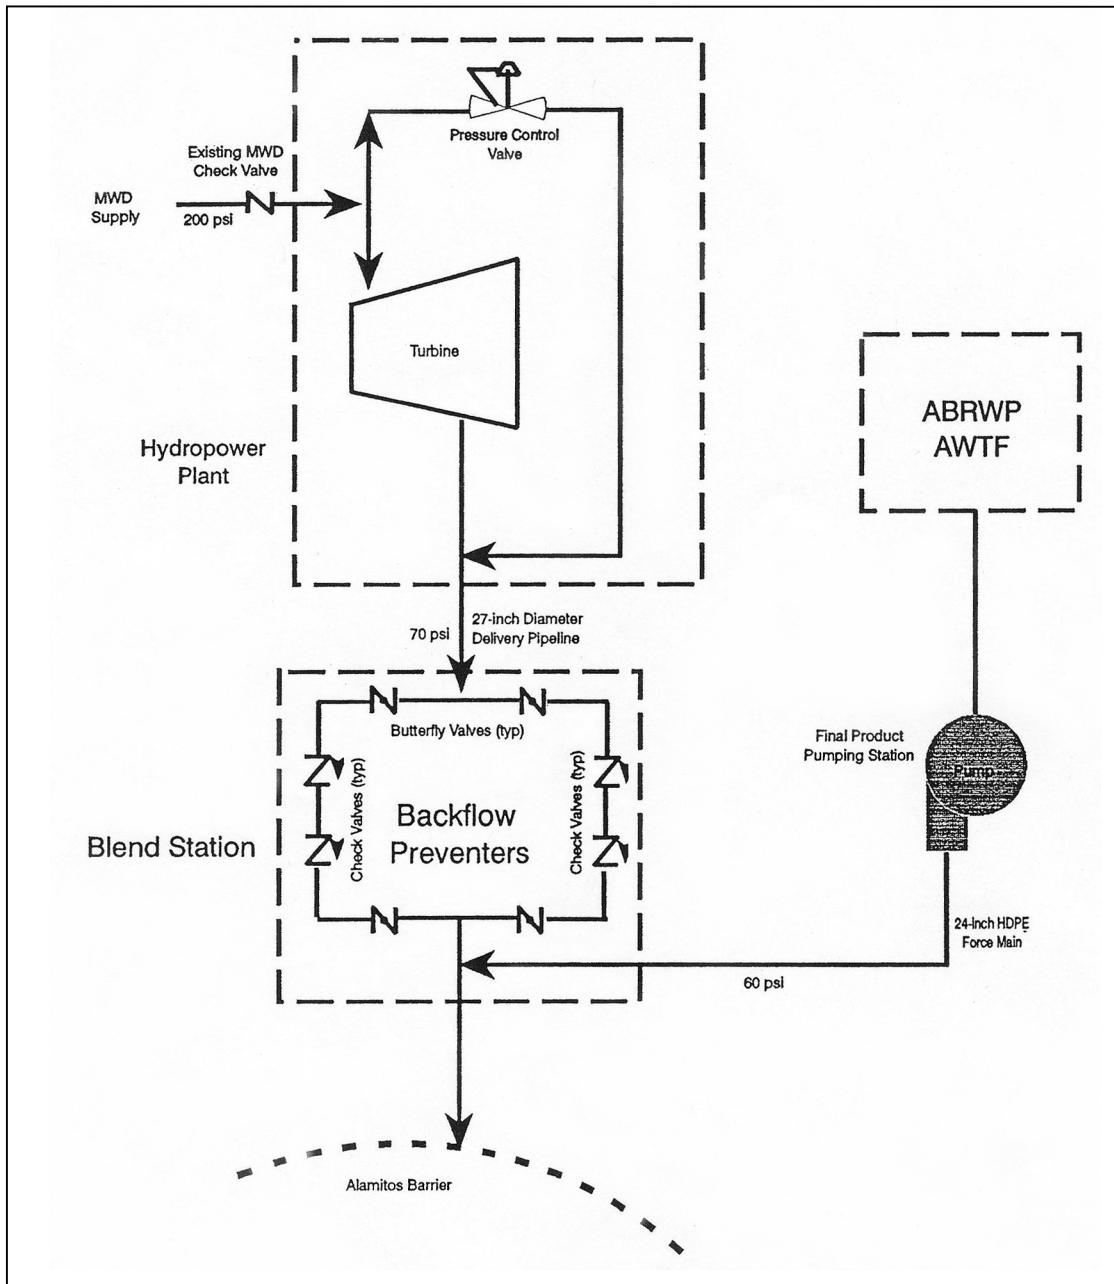 Pressure Control
Valve
Existing MWD
Check Valve
MWD
Supply
200 psi
Turbine
ABRWP
AWTF
Hydropower
Plant
70 psi
27-inch Diameter
Delivery Pipeline
Butterfly Valves (typ)
Final Product
Pumping Station
Pump
Check Valves (typ)
Check Valves (typ)
Backflow
Preventers
Blend Station
24-inch HDPE
Force Main
60 psi
Alamitos Barrier